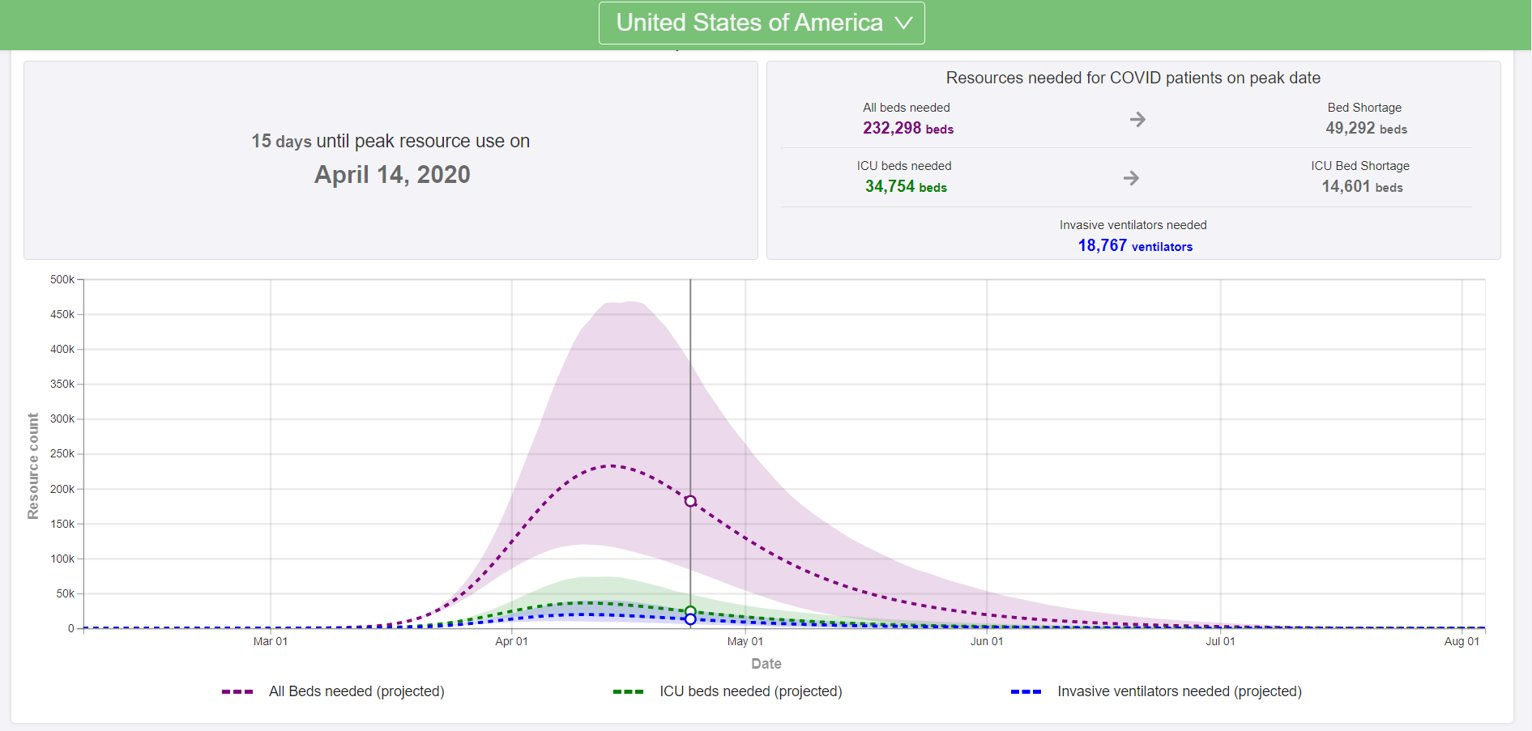 United States of America
15 days until peak resource use on
April 14, 2020
Resources needed for COVID patients on peak date
All beds needed
232,298 beds
Bed Shortage
49,292 beds
ICU beds needed
34,754 beds
ICU Bed Shortage
14,601 beds
Invasive ventilators needed
18,767 ventilators
500k
450k
400k
350k
300k
250k
200k
150k
100k
50k
0
Resource count
Mar 01
Apr 01
May 01
Jun 01
Jul 01
Aug 01
Date
All Beds needed (projected)
ICU beds needed (projected)
Invasive ventilators needed (projected)